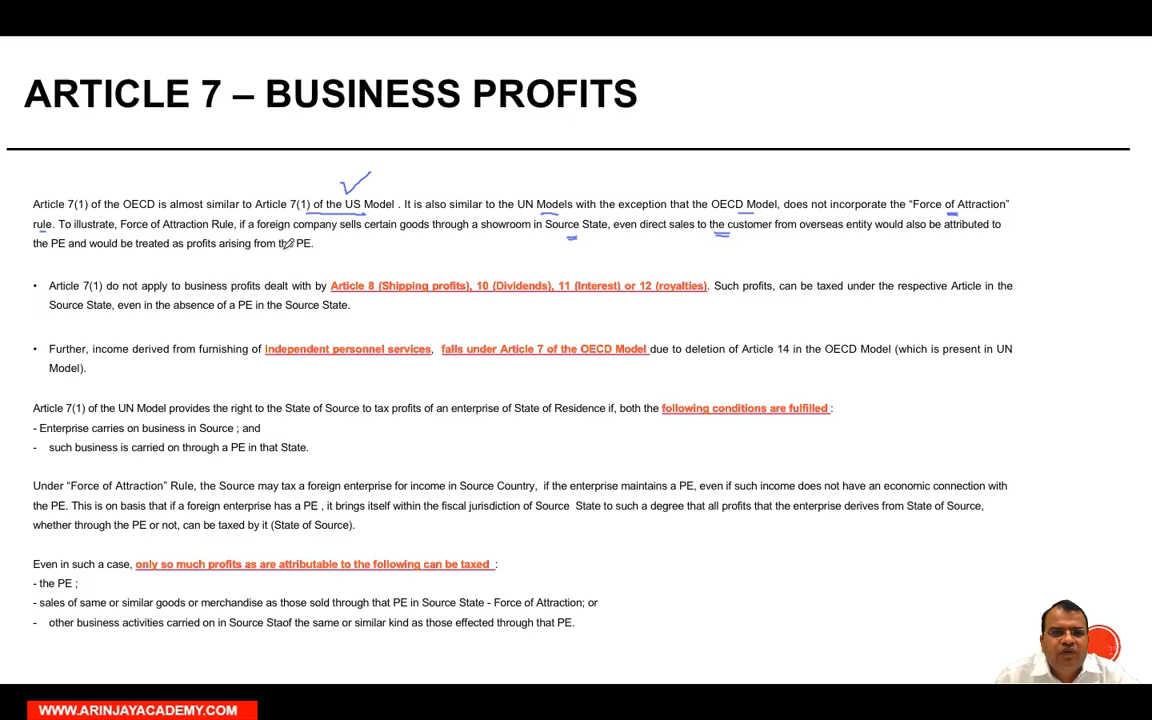 ARTICLE 7 – BUSINESS PROFITS
Article 7(1) of the OECD is almost similar to Article 7(1) of the US Model . It is also similar to the UN Models with the exception that the OECD Model, does not incorporate the “Force of Attraction”
rule. To illustrate, Force of Attraction Rule, if a foreign company sells certain goods through a showroom in Source State, even direct sales to the customer from overseas entity would also be attributed to
the PE and would be treated as profits arising from the PE.
• Article 7(1) do not apply to business profits dealt with by Article 8 (Shipping profits), 10 (Dividends), 11 (Interest) or 12 (royalties). Such profits, can be taxed under the respective Article in the
Source State, even in the absence of a PE in the Source State.
• Further, income derived from furnishing of independent personnel services, falls under Article 7 of the OECD Model due to deletion of Article 14 in the OECD Model (which is present in UN
Model).
Article 7(1) of the UN Model provides the right to the State of Source to tax profits of an enterprise of State of Residence if, both the following conditions are fulfilled :
- Enterprise carries on business in Source ; and
- such business is carried on through a PE in that State.
Under “Force of Attraction” Rule, the Source may tax a foreign enterprise for income in Source Country, if the enterprise maintains a PE, even if such income does not have an economic connection with
the PE. This is on basis that if a foreign enterprise has a PE , it brings itself within the fiscal jurisdiction of Source State to such a degree that all profits that the enterprise derives from State of Source,
whether through the PE or not, can be taxed by it (State of Source).
Even in such a case, only so much profits as are attributable to the following can be taxed :
- the PE ;
- sales of same or similar goods or merchandise as those sold through that PE in Source State - Force of Attraction; or
- other business activities carried on in Source Staof the same or similar kind as those effected through that PE.
WWW.ARINJAYACADEMY.COM